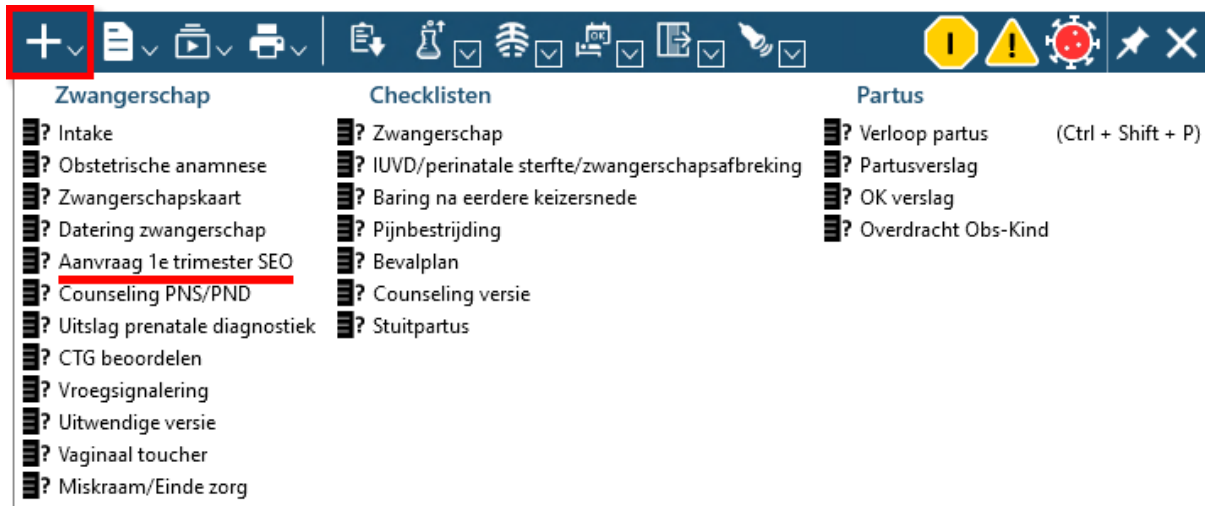 OK
Zwangerschap
? Intake
? Obstetrische anamnese
? Zwangerschapskaart
? Datering zwangerschap
? Aanvraag 1e trimester SEO
? Counseling PNS/PND
? Uitslag prenatale diagnostiek
? CTG beoordelen
? Vroegsignalering
? Uitwendige versie
? Vaginaal toucher
? Miskraam/Einde zorg
Checklisten
? Zwangerschap
? IUVD/perinatale sterfte/zwangerschapsafbreking
? Baring na eerdere keizersnede
? Pijnbestrijding
? Bevalplan
? Counseling versie
? Stuitpartus
Partus
? Verloop partus (Ctrl + Shift + P)
? Partusverslag
? OK verslag
? Overdracht Obs-Kind